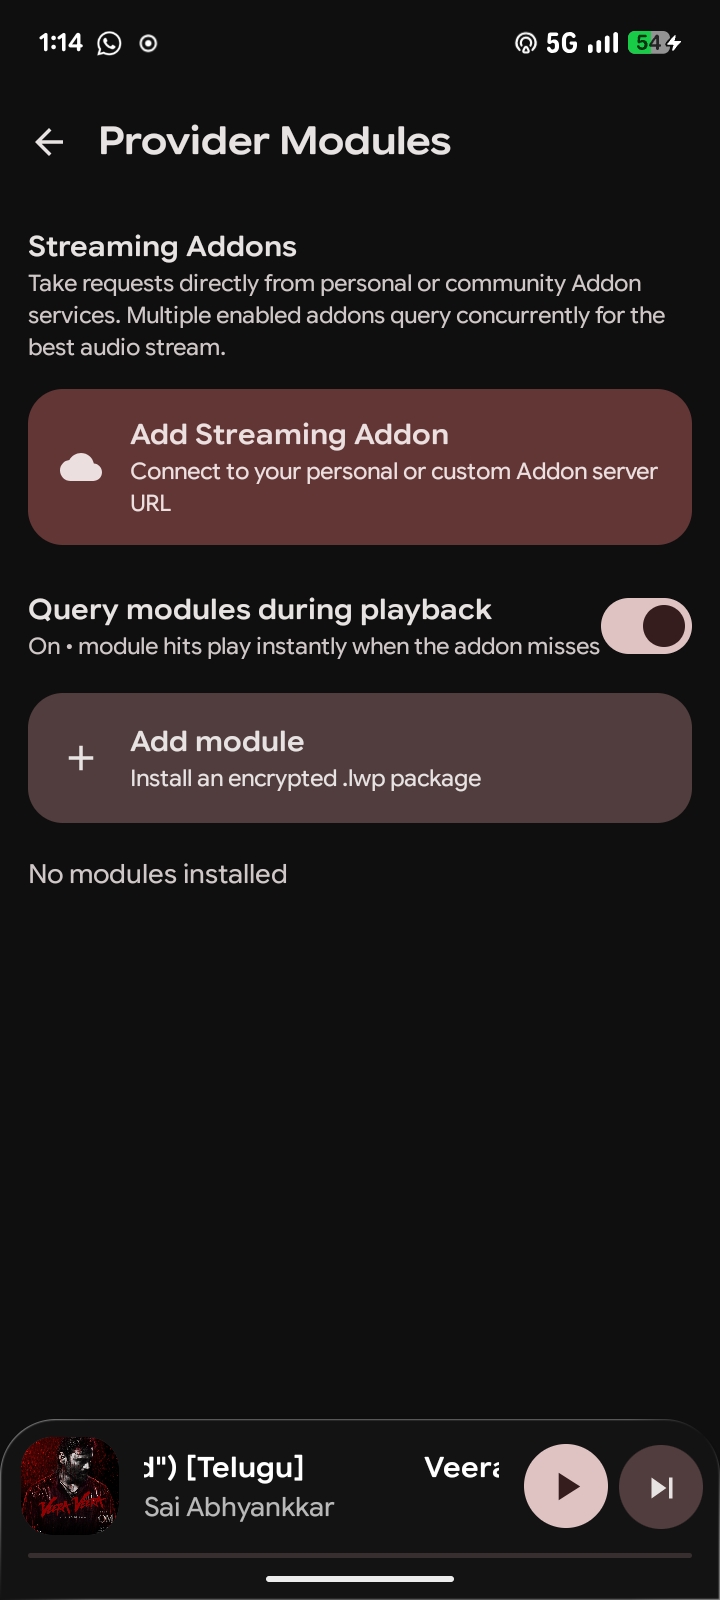 1:14
5G
54
Provider Modules
Streaming Addons
Take requests directly from personal or community Addon
services. Multiple enabled addons query concurrently for the
best audio stream.
Add Streaming Addon
Connect to your personal or custom Addon server
URL
Query modules during playback
On • module hits play instantly when the addon misses
Add module
Install an encrypted .lwp package
No modules installed
d") [Telugu]
Veera
Sai Abhyankkar